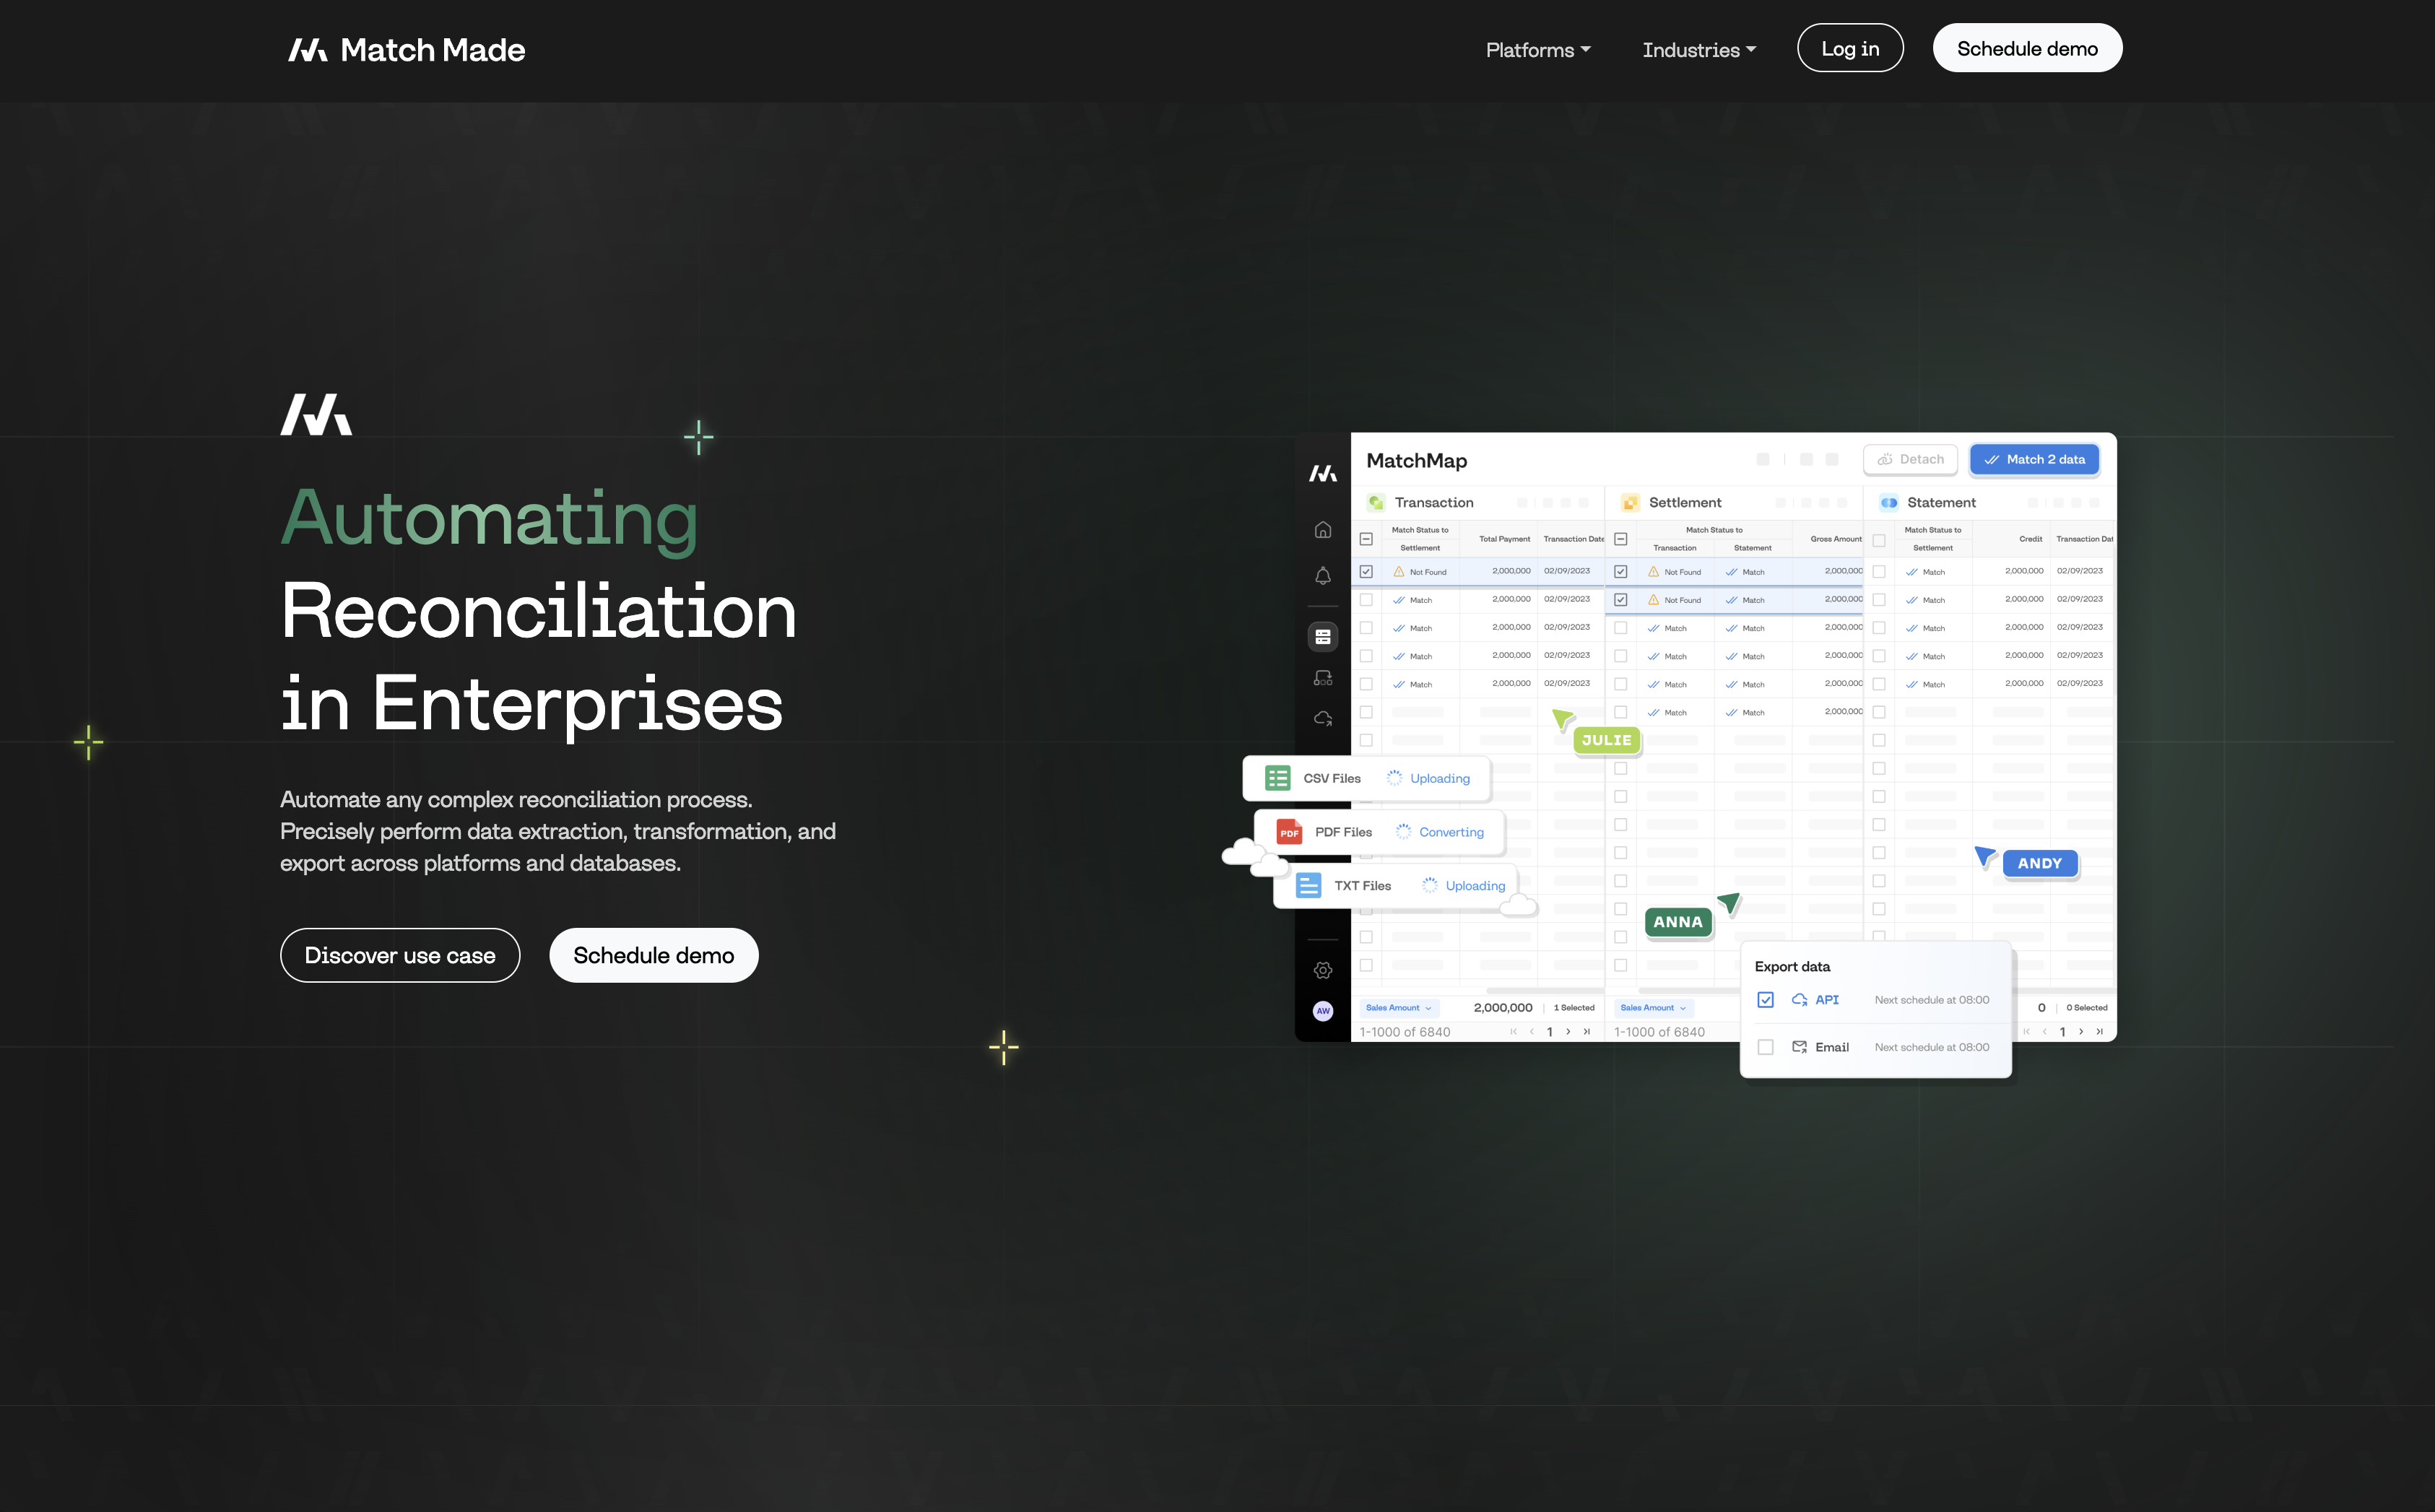 Match Made
Platforms
Industries
Log in
Schedule demo
Automating
Reconciliation
in Enterprises
Automate any complex reconciliation process.
Precisely perform data extraction, transformation, and
export across platforms and databases.
Discover use case
Schedule demo
MatchMap
Detach
Match 2 data
Transaction
Settlement
Statement
Match Status to
Settlement
Total Payment
Transaction Date
Match Status to
Transaction
Statement
Gross Amount
Match Status to
Settlement
Credit
Transaction Dat
Not Found 2,000,000 02/09/2023 Not Found Match 2,000,000 Match 2,000,000 02/09/2023
Match 2,000,000 02/09/2023 Not Found Match 2,000,000 Match 2,000,000 02/09/2023
Match 2,000,000 02/09/2023 Match Match 2,000,000 Match 2,000,000 02/09/2023
Match 2,000,000 02/09/2023 Match Match 2,000,000 Match 2,000,000 02/09/2023
Match 2,000,000 02/09/2023 Match Match 2,000,000 Match 2,000,000 02/09/2023
Match Match 2,000,000
JULIE
CSV Files Uploading
PDF PDF Files Converting
TXT Files Uploading
ANDY
ANNA
Export data
API Next schedule at 08:00
Email Next schedule at 08:00
AW
Sales Amount 2,000,000 1 Selected
1-1000 of 6840 1
Sales Amount
1-1000 of 6840
0 0 Selected
1